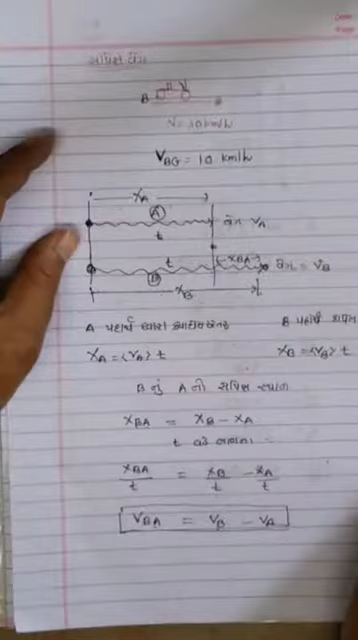 સાપેક્ષ વેગ
B
V = 10 km/h
V_BG = 10 km/h
X_A
A
t
વેગ V_A
t
X_BA
B
વેગ = V_B
X_B
A પદાર્થ દ્વારા
B પદાર્થ દ્વારા
X_A = <V_A> t
X_B = <V_B> t
B નું A ની સાપેક્ષ સ્થાન
X_BA = X_B - X_A
t વડે ભાગતા
X_BA/t = X_B/t - X_A/t
V_BA = V_B - V_A